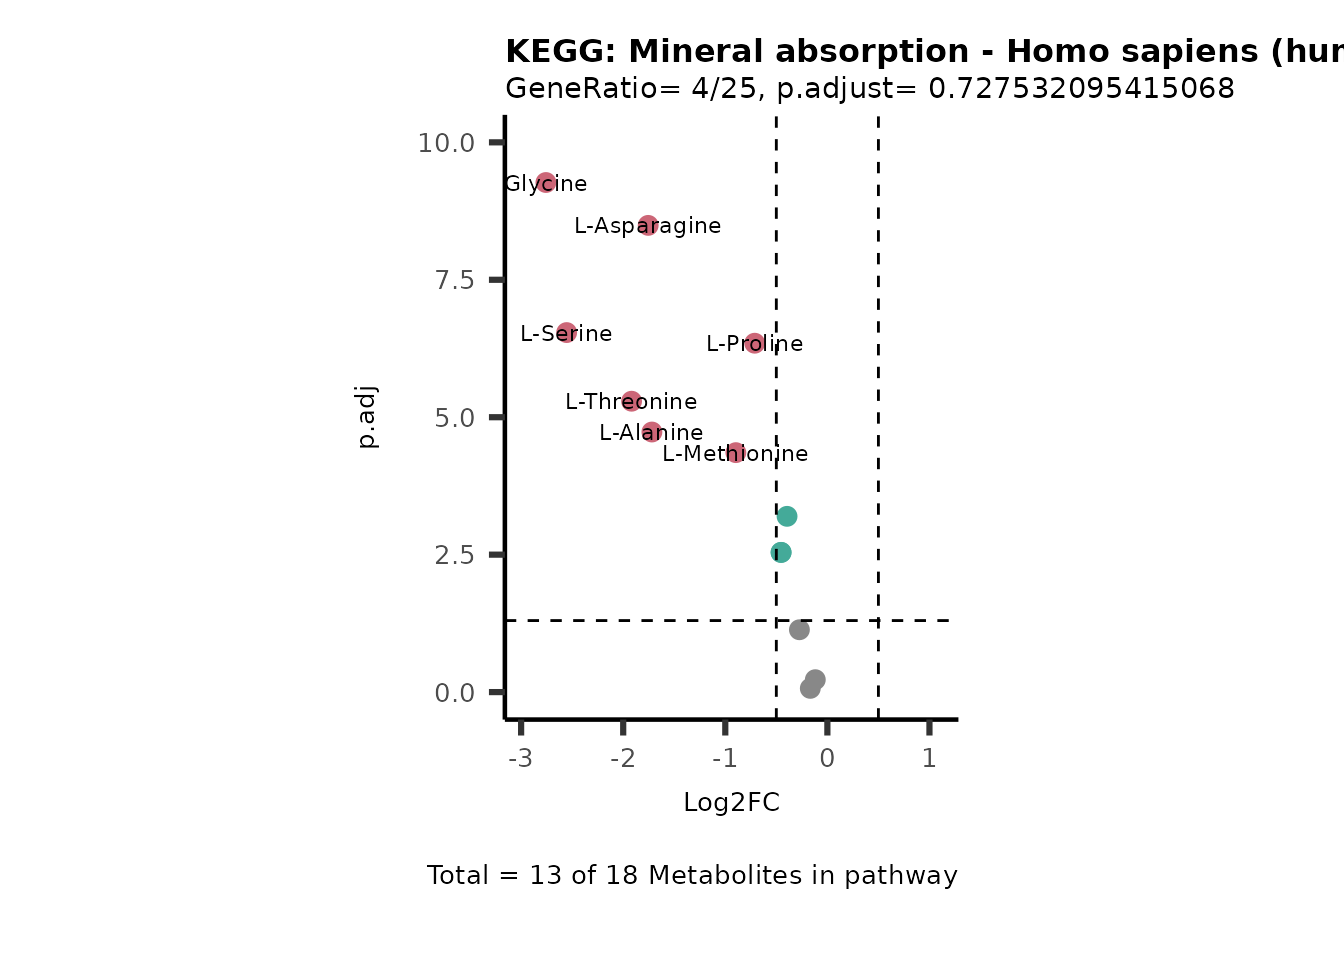 KEGG: Mineral absorption - Homo sapiens (hu
GeneRatio= 4/25, p.adjust= 0.727532095415068
10.0
Glycine
L-Asparagine
7.5
L-Serine
L-Proline
L-Threonine
5.0
L-Alanine
L-Methionine
p.adj
2.5
0.0
-3 -2 -1 0 1
Log2FC
Total = 13 of 18 Metabolites in pathway